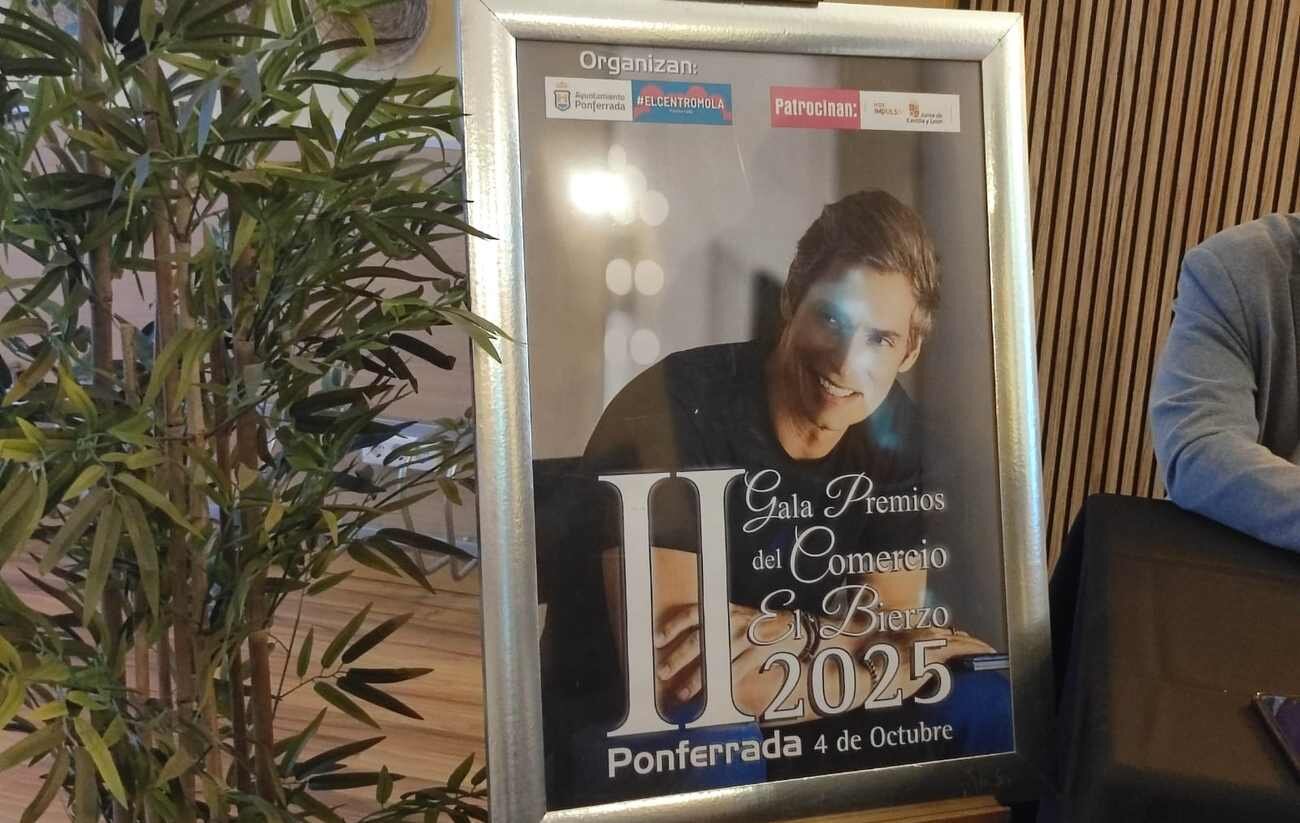 Organizan:
Ayuntamiento
Ponferrada
#ELCENTROMOLA
Patrocinan:
Junta de
Castilla y León
II
Gala Premios
del Comercio
El Bierzo
2025
Ponferrada 4 de Octubre